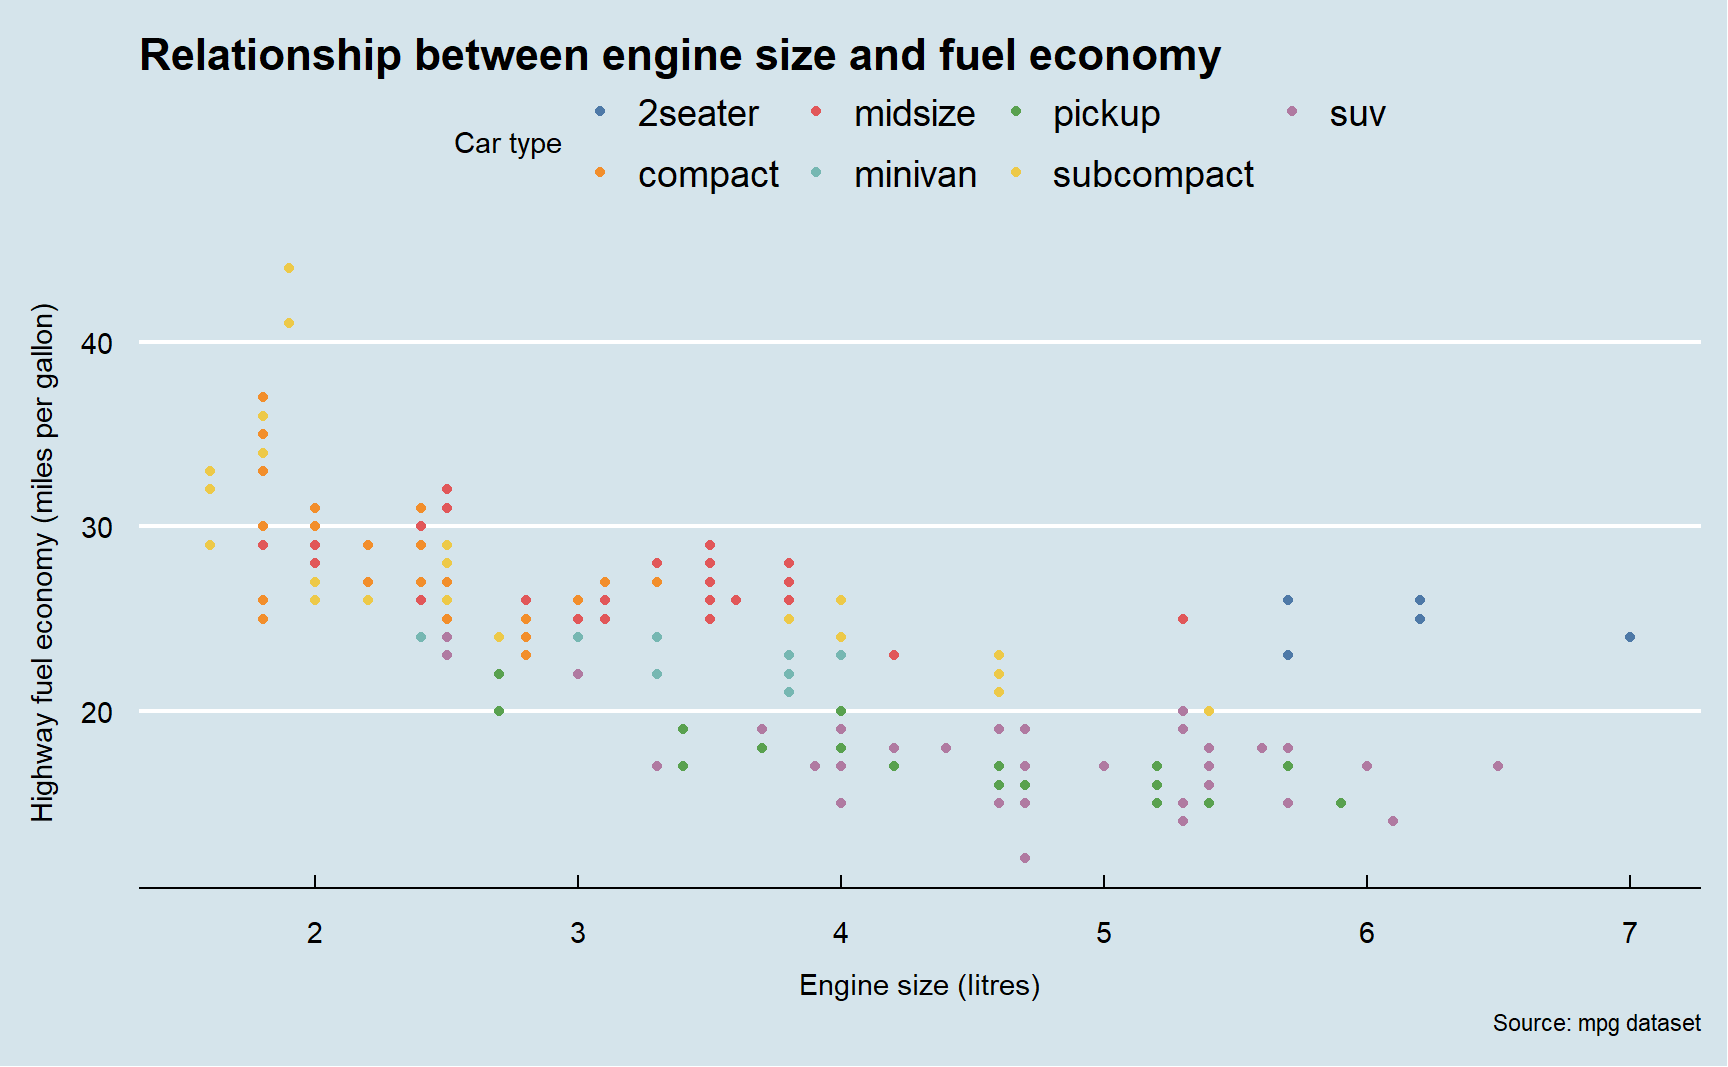 Relationship between engine size and fuel economy
Car type
2seater midsize pickup suv
compact minivan subcompact
Highway fuel economy (miles per gallon)
40
30
20
2 3 4 5 6 7
Engine size (litres)
Source: mpg dataset